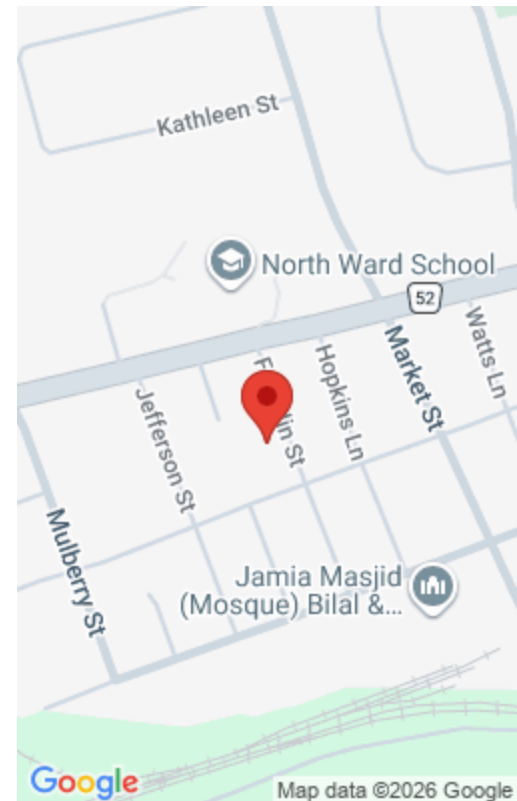 Kathleen St
North Ward School
52
Watts Ln
Hopkins Ln
Market St
Jefferson St
St
Mulberry St
Jamia Masjid
(Mosque) Bilal &...
Google
Map data ©2026 Google